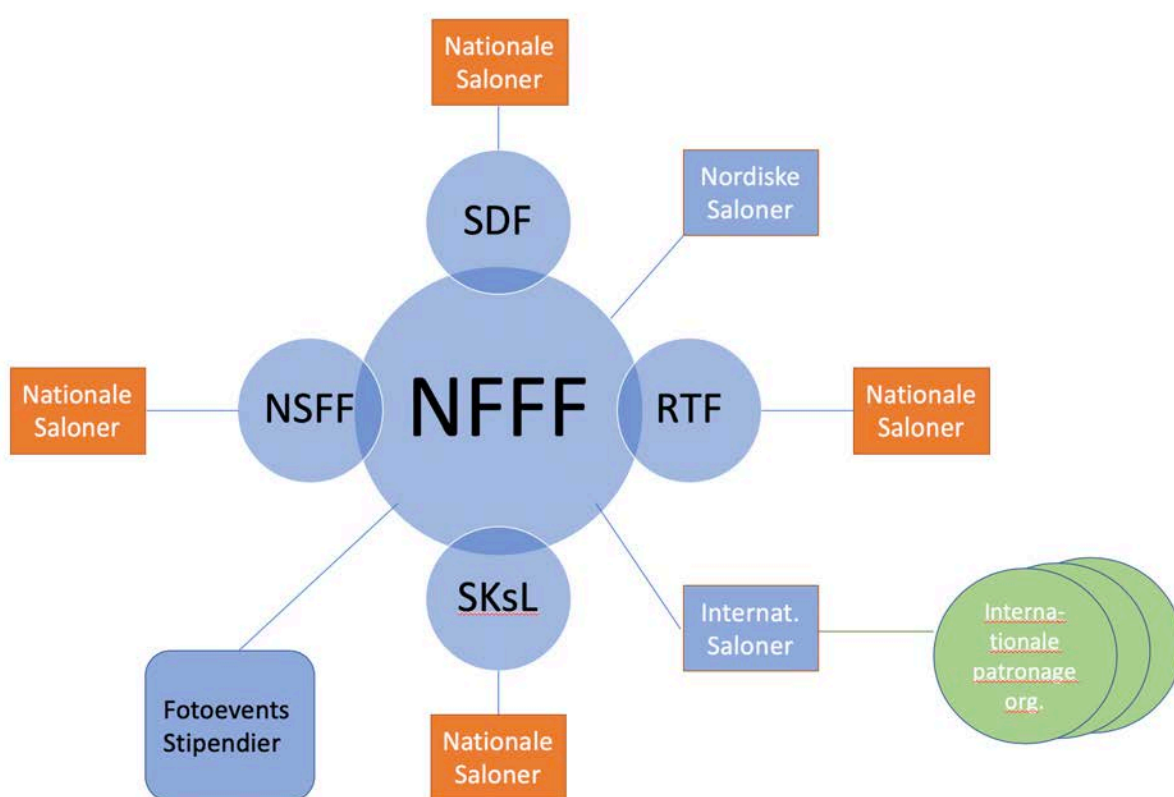 Nationale
Saloner
SDF
Nordiske
Saloner
Nationale
Saloner
NSFF
NFFF
RTF
Nationale
Saloner
SKsL
Internat.
Saloner
Interna-
tionale
patronage
org.
Fotoevents
Stipendier
Nationale
Saloner